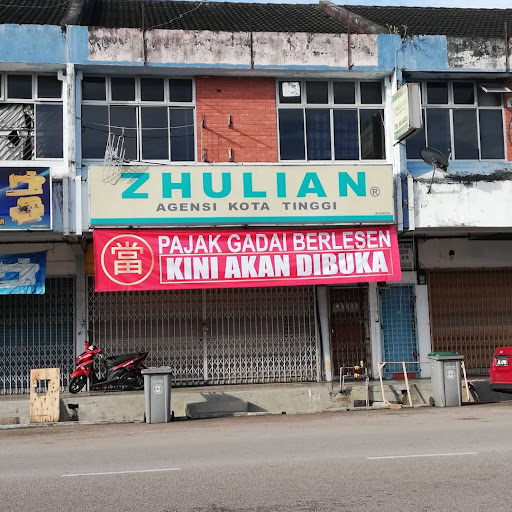 ZHULIAN®
AGENSI KOTA TINGGI
當
PAJAK GADAI BERLESEN
KINI AKAN DIBUKA